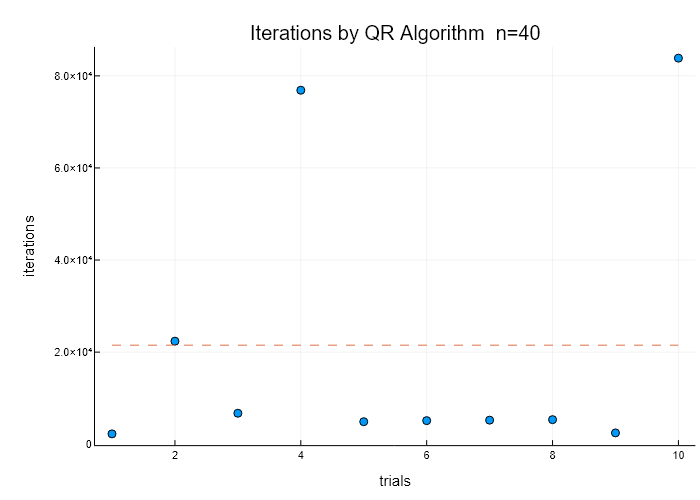 Iterations by QR Algorithm n=40
8.0×10⁴
6.0×10⁴
4.0×10⁴
2.0×10⁴
0
iterations
2 4 6 8 10
trials